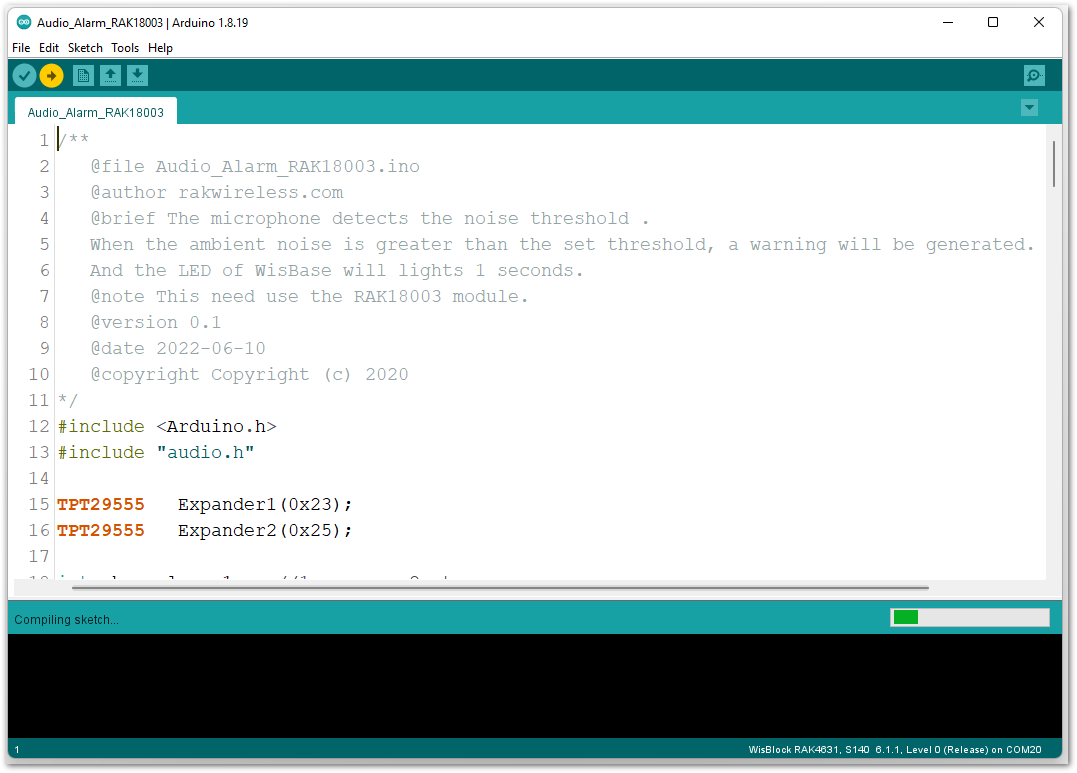 Audio_Alarm_RAK18003 | Arduino 1.8.19
File Edit Sketch Tools Help
Audio_Alarm_RAK18003
1 /**
2 @file Audio_Alarm_RAK18003.ino
3 @author rakwireless.com
4 @brief The microphone detects the noise threshold .
5 When the ambient noise is greater than the set threshold, a warning will be generated.
6 And the LED of WisBase will lights 1 seconds.
7 @note This need use the RAK18003 module.
8 @version 0.1
9 @date 2022-06-10
10 @copyright Copyright (c) 2020
11 */
12 #include <Arduino.h>
13 #include "audio.h"
14
15 TPT29555   Expander1(0x23);
16 TPT29555   Expander2(0x25);
17
Compiling sketch...
1 WisBlock RAK4631, S140 6.1.1, Level 0 (Release) on COM20